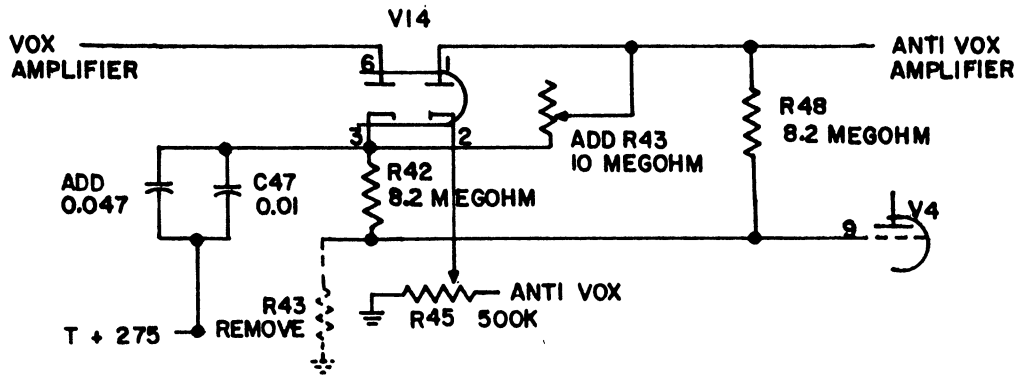 V14
VOX
AMPLIFIER
ANTI VOX
AMPLIFIER
6
1
3
2
ADD R43
10 MEGOHM
R48
8.2 MEGOHM
ADD
0.047
C47
0.01
R42
8.2 MEGOHM
V4
9
R43
REMOVE
ANTI VOX
R45 500K
T + 275